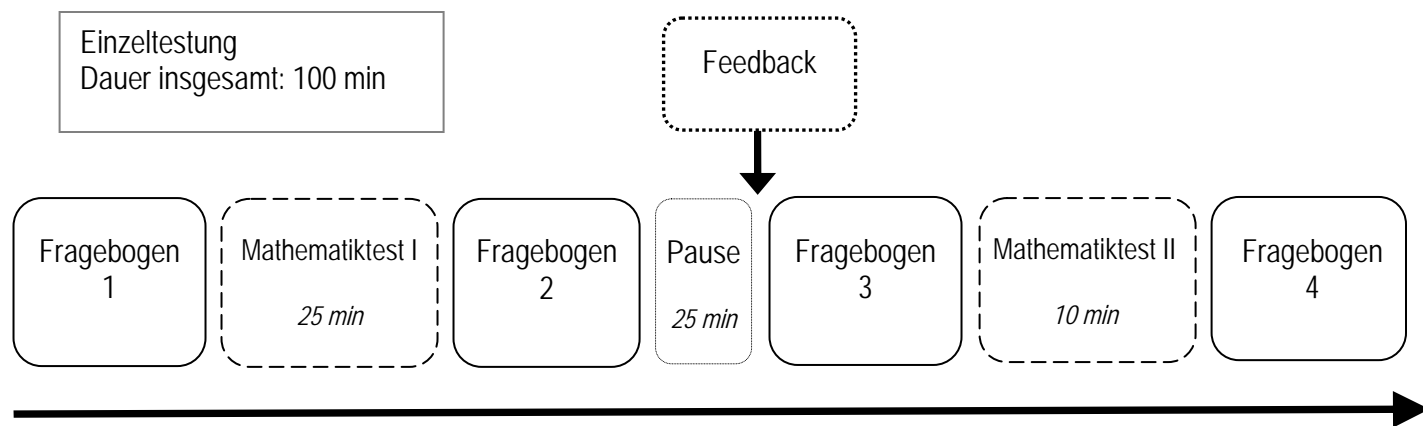 Einzeltestung
Dauer insgesamt: 100 min
Feedback
Fragebogen
1
Mathematiktest I
25 min
Fragebogen
2
Pause
25 min
Fragebogen
3
Mathematiktest II
10 min
Fragebogen
4